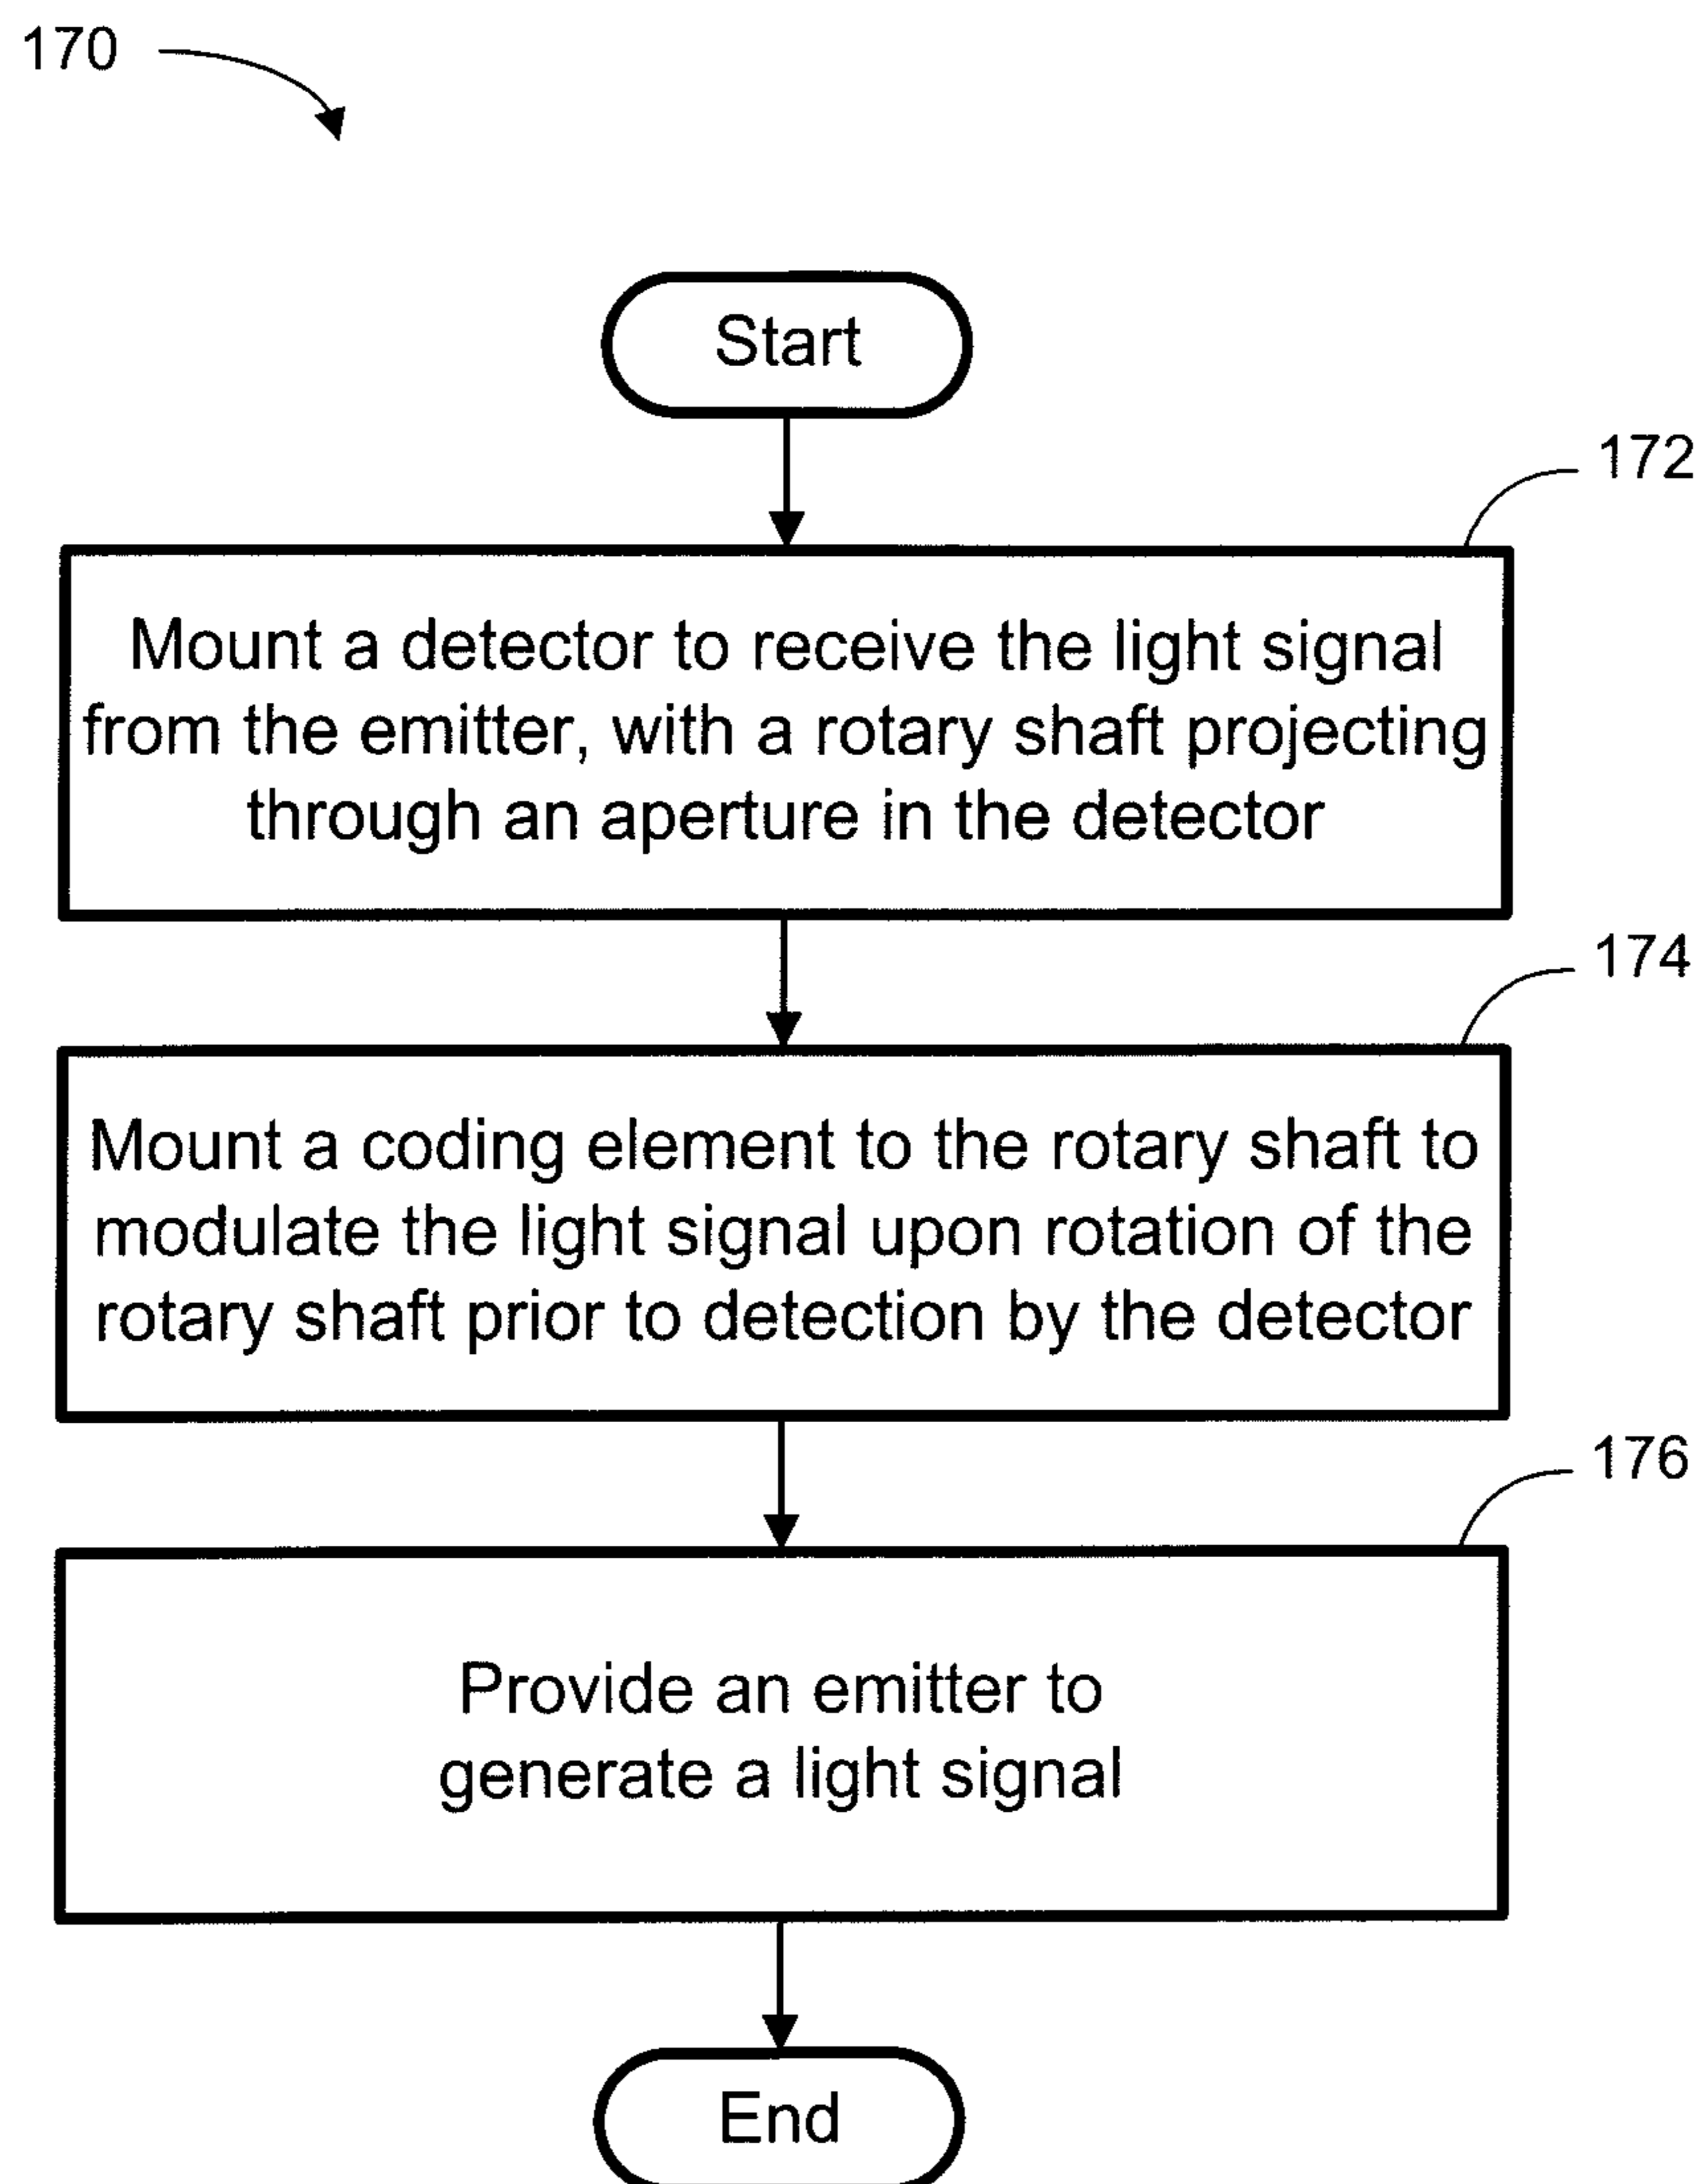 170
Start
172
Mount a detector to receive the light signal
from the emitter, with a rotary shaft projecting
through an aperture in the detector
174
Mount a coding element to the rotary shaft to
modulate the light signal upon rotation of the
rotary shaft prior to detection by the detector
176
Provide an emitter to
generate a light signal
End